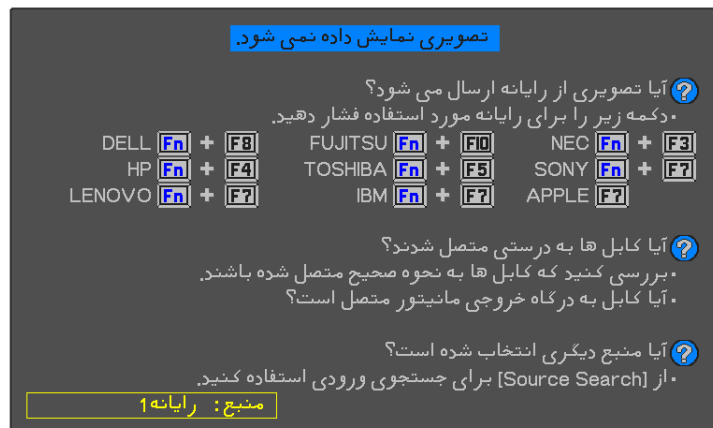 تصویری نمایش داده نمی شود.
آیا تصویری از رایانه ارسال می شود؟
•دکمه زیر را برای رایانه مورد استفاده فشار دهید.
DELL Fn + F8 FUJITSU Fn + F10 NEC Fn + F3
HP Fn + F4 TOSHIBA Fn + F5 SONY Fn + F7
LENOVO Fn + F7 IBM Fn + F7 APPLE F7
آیا کابل ها به درستی متصل شدند؟
•بررسی کنید که کابل ها به نحوه صحیح متصل شده باشند.
•آیا کابل به درگاه خروجی مانیتور متصل است؟
آیا منبع دیگری انتخاب شده است؟
•از [Source Search] برای جستجوی ورودی استفاده کنید.
منبع: رایانه1